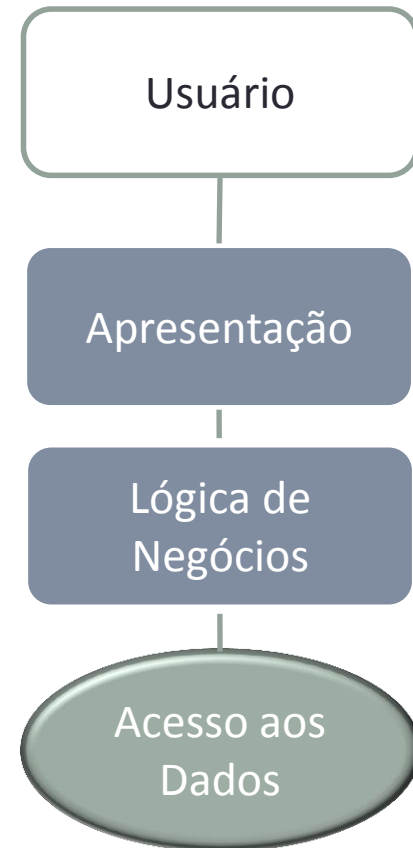 Usuário
Apresentação
Lógica de
Negócios
Acesso aos
Dados